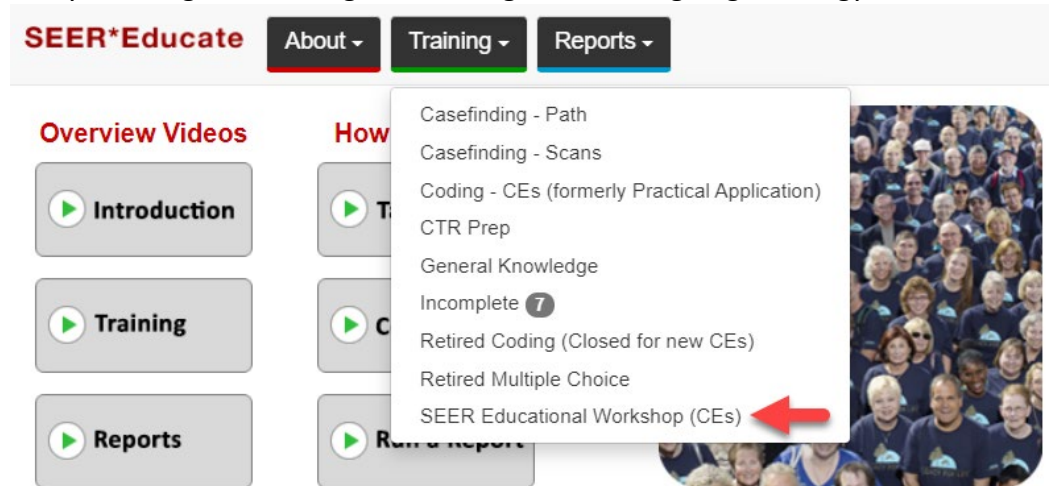 SEER*Educate
About
Training
Reports
Overview Videos
How
Introduction
Training
Reports
Run a Report
Casefinding - Path
Casefinding - Scans
Coding - CEs (formerly Practical Application)
CTR Prep
General Knowledge
Incomplete 7
Retired Coding (Closed for new CEs)
Retired Multiple Choice
SEER Educational Workshop (CEs)